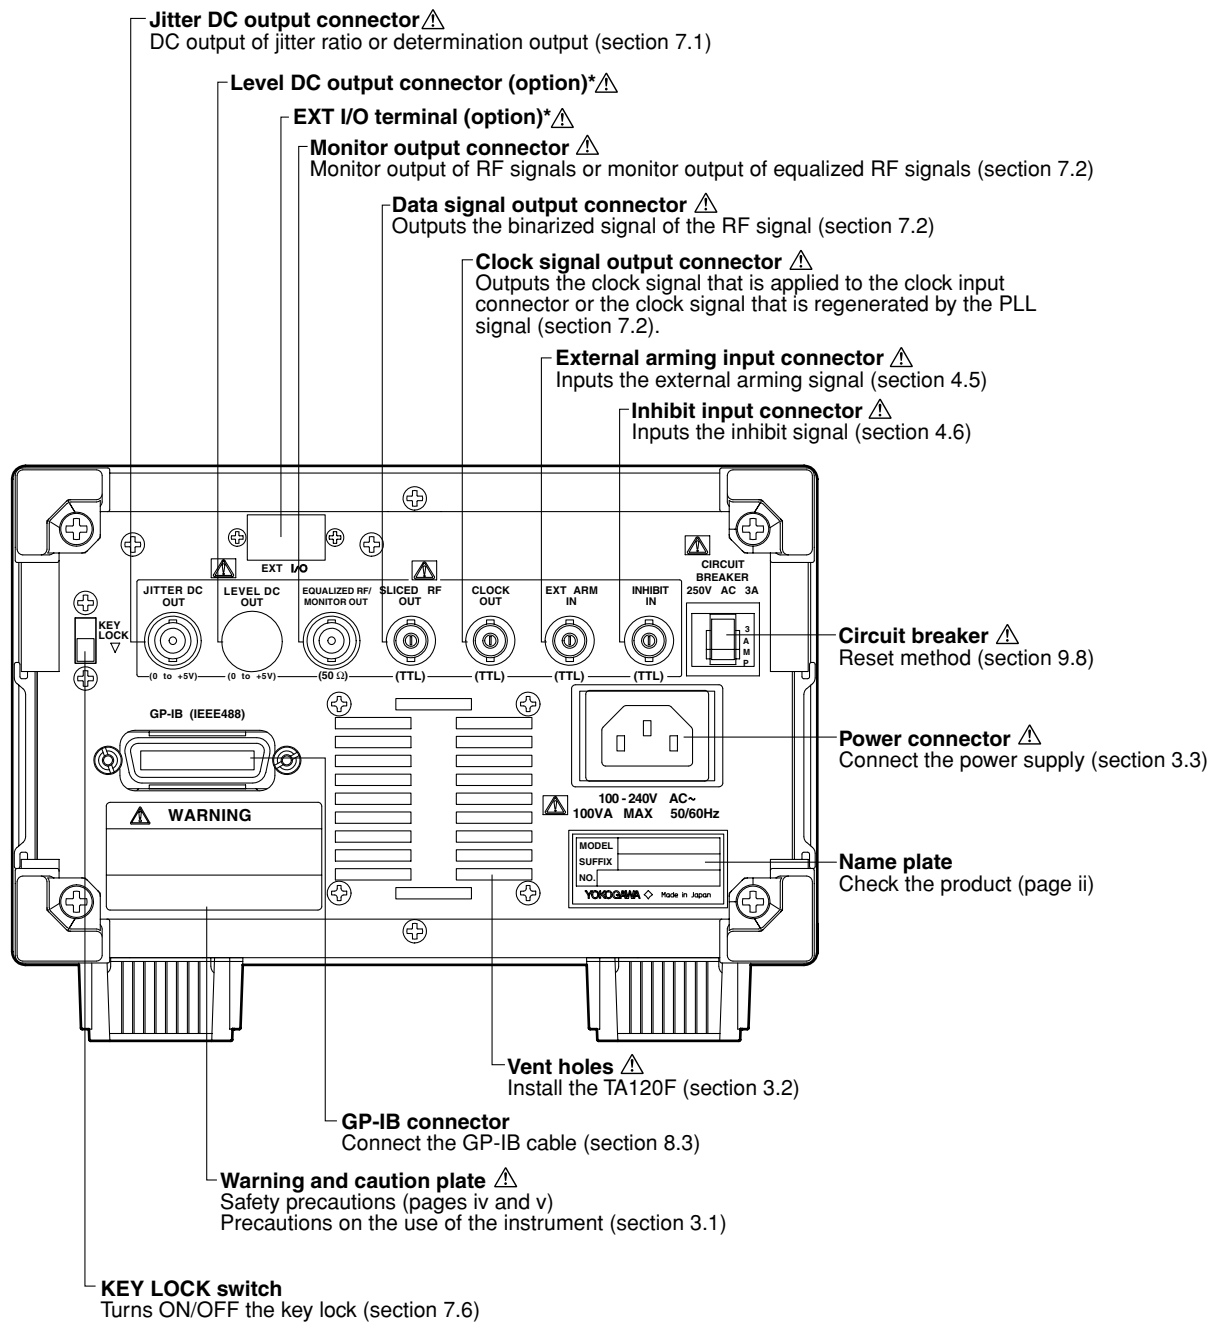 Jitter DC output connector⚠
DC output of jitter ratio or determination output (section 7.1)
Level DC output connector (option)*⚠
EXT I/O terminal (option)*⚠
Monitor output connector ⚠
Monitor output of RF signals or monitor output of equalized RF signals (section 7.2)
Data signal output connector ⚠
Outputs the binarized signal of the RF signal (section 7.2)
Clock signal output connector ⚠
Outputs the clock signal that is applied to the clock input
connector or the clock signal that is regenerated by the PLL
signal (section 7.2).
External arming input connector ⚠
Inputs the external arming signal (section 4.5)
Inhibit input connector ⚠
Inputs the inhibit signal (section 4.6)
EXT I/O
CIRCUIT
BREAKER
250V AC 3A
JITTER DC
OUT
LEVEL DC
OUT
EQUALIZED RF/
MONITOR OUT
SLICED RF
OUT
CLOCK
OUT
EXT ARM
IN
INHIBIT
IN
KEY
LOCK
▽
3
A
M
P
(0 to +5V)
(0 to +5V)
(50 Ω)
(TTL)
(TTL)
(TTL)
(TTL)
Circuit breaker ⚠
Reset method (section 9.8)
GP-IB (IEEE488)
Power connector ⚠
Connect the power supply (section 3.3)
⚠ WARNING
100 - 240V AC~
100VA MAX 50/60Hz
MODEL
SUFFIX
NO.
YOKOGAWA ◇ Made in Japan
Name plate
Check the product (page ii)
Vent holes ⚠
Install the TA120F (section 3.2)
GP-IB connector
Connect the GP-IB cable (section 8.3)
Warning and caution plate ⚠
Safety precautions (pages iv and v)
Precautions on the use of the instrument (section 3.1)
KEY LOCK switch
Turns ON/OFF the key lock (section 7.6)